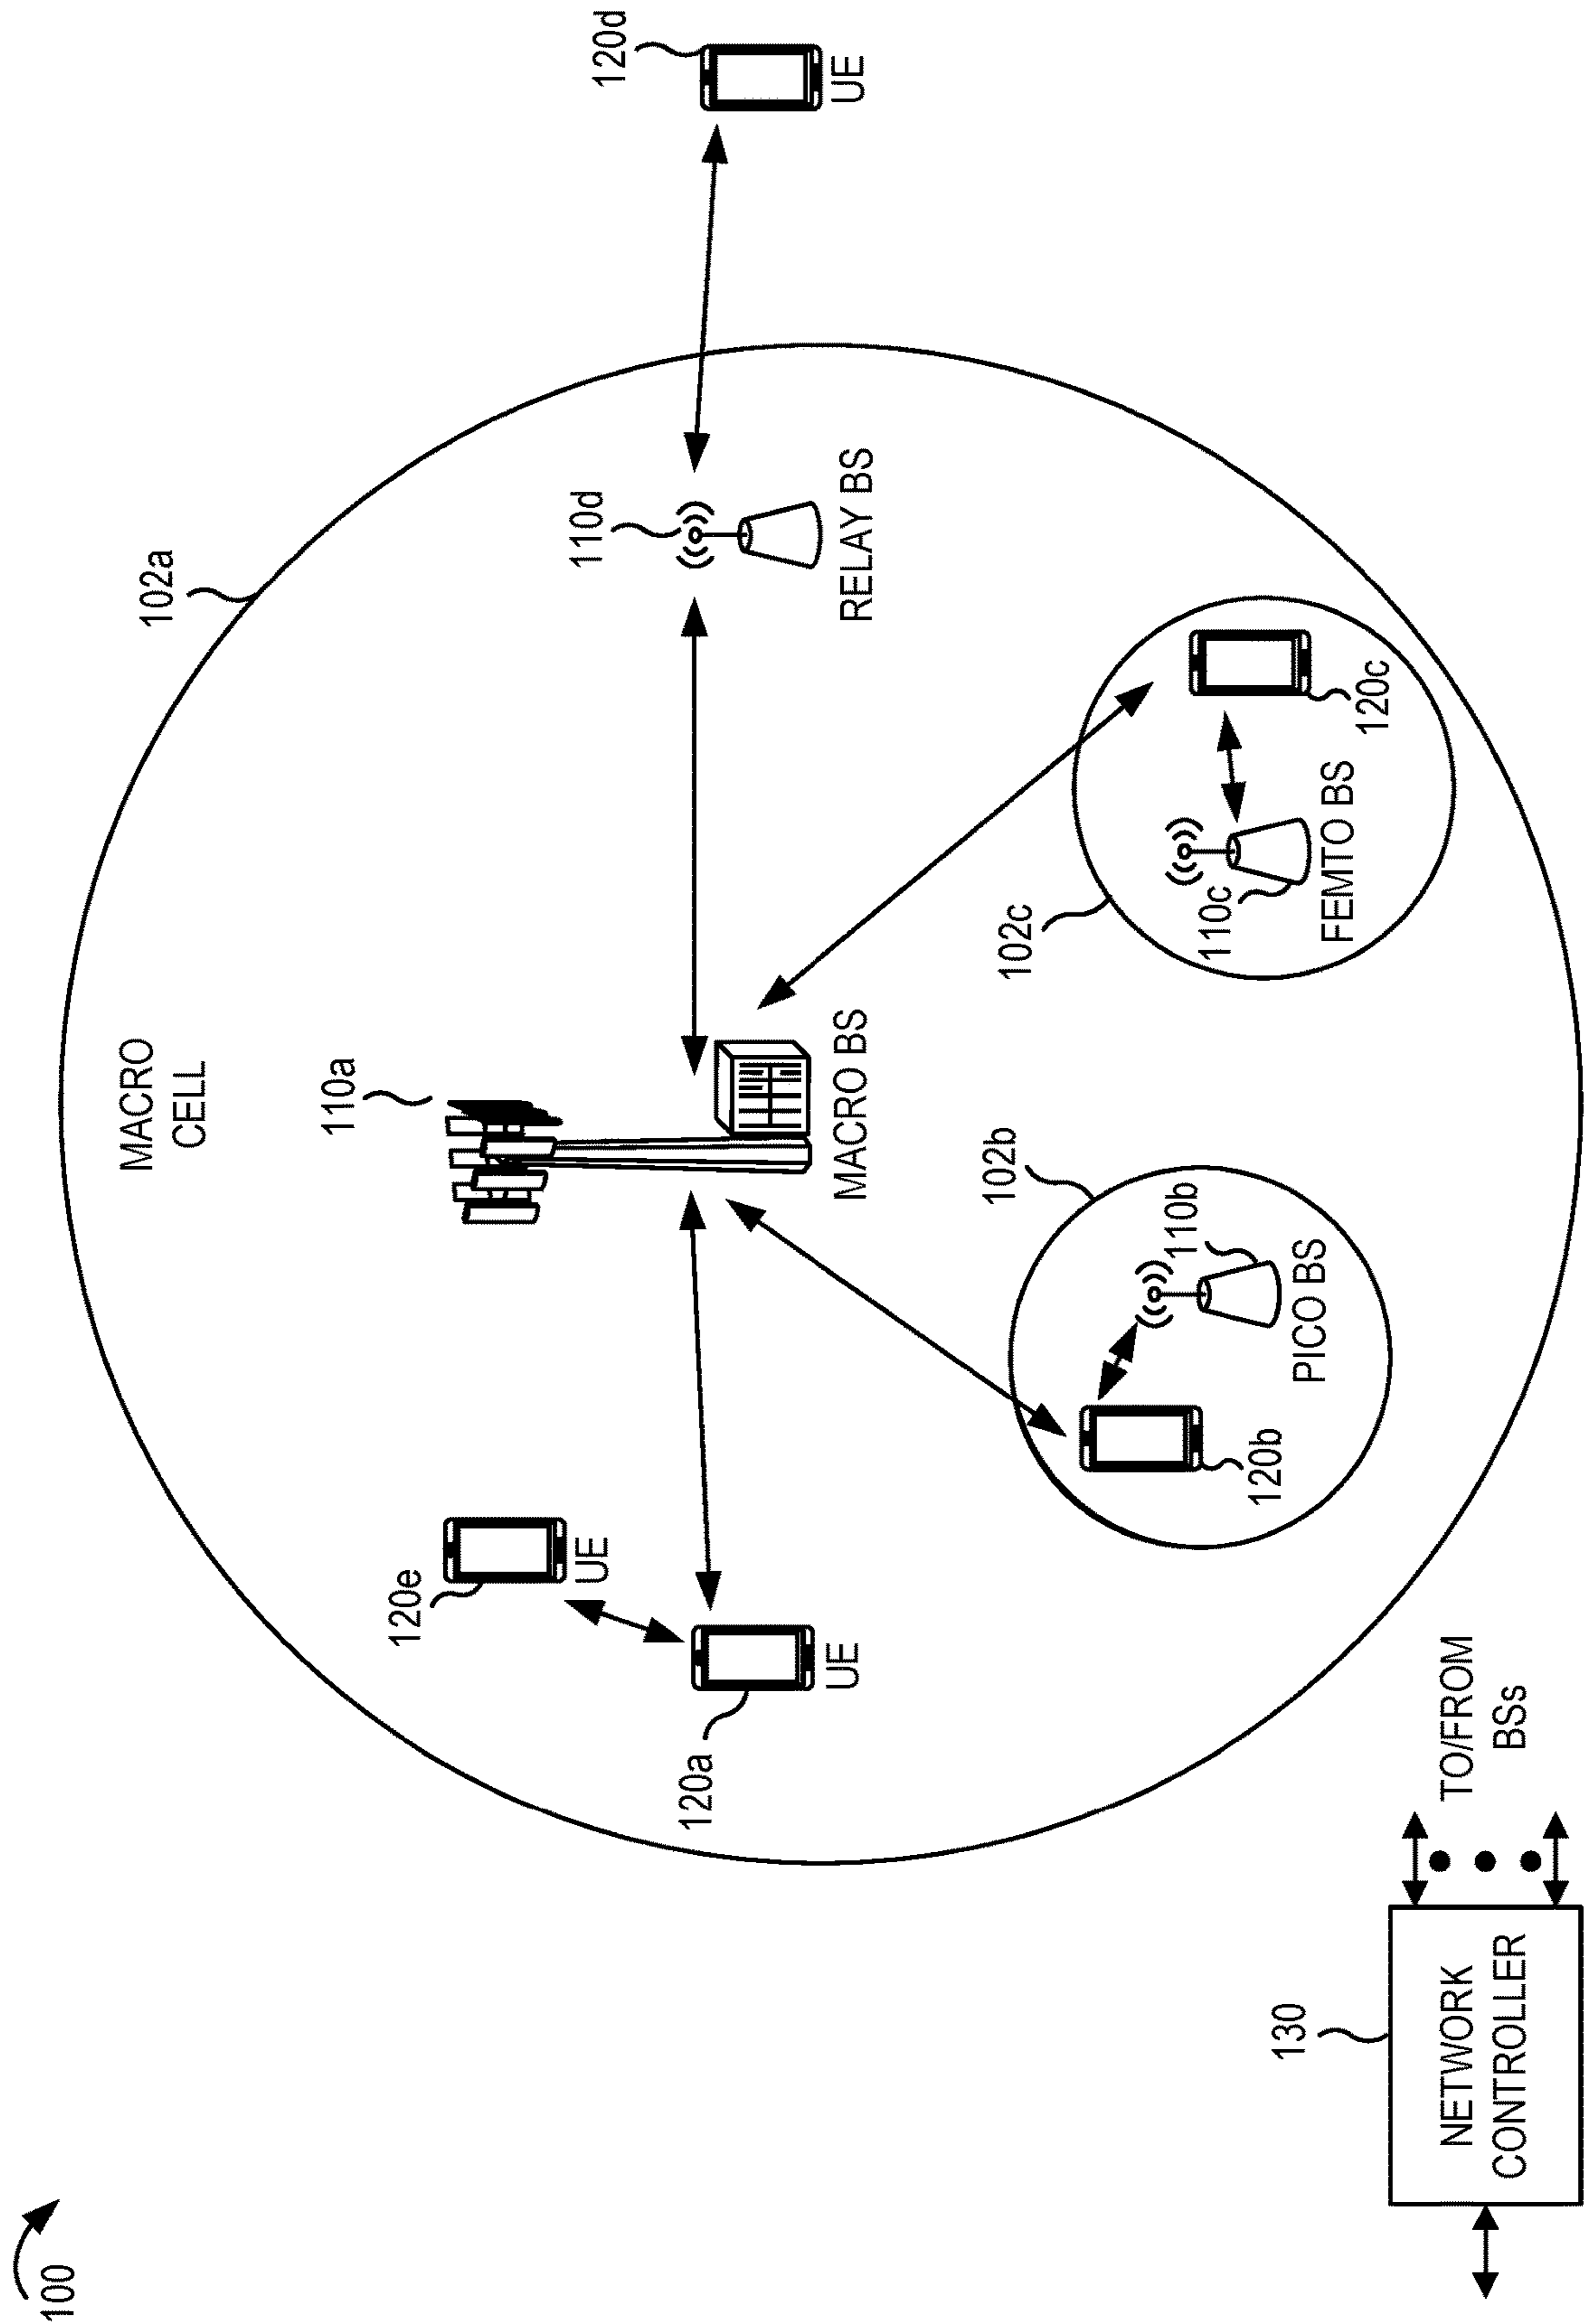 100
MACRO
CELL
102a
110a
MACRO BS
110d
RELAY BS
120d
UE
120e
UE
120a
UE
102b
110b
PICO BS
120b
102c
110c
FEMTO BS
120c
130
NETWORK
CONTROLLER
TO/FROM
BSs